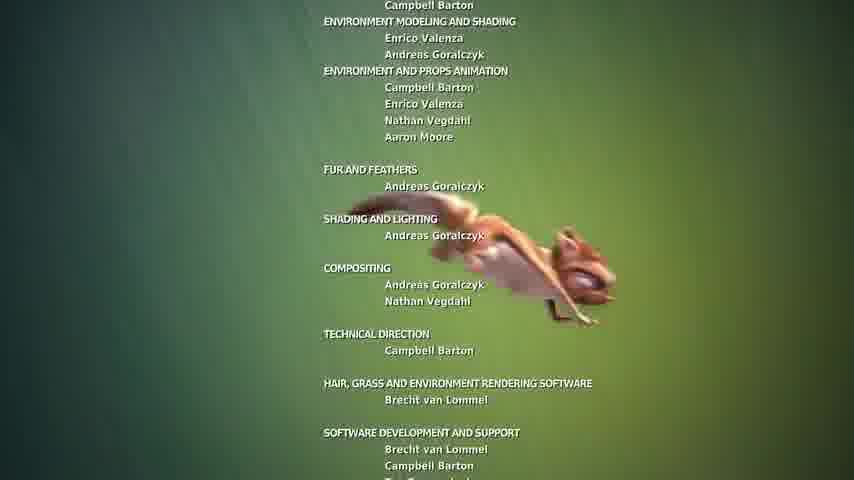 Campbell Barton
ENVIRONMENT MODELING AND SHADING
Enrico Valenza
Andreas Goralczyk
ENVIRONMENT AND PROPS ANIMATION
Campbell Barton
Enrico Valenza
Nathan Vegdahl
Aaron Moore
FUR AND FEATHERS
Andreas Goralczyk
SHADING AND LIGHTING
Andreas Goralczyk
COMPOSITING
Andreas Goralczyk
Nathan Vegdahl
TECHNICAL DIRECTION
Campbell Barton
HAIR, GRASS AND ENVIRONMENT RENDERING SOFTWARE
Brecht van Lommel
SOFTWARE DEVELOPMENT AND SUPPORT
Brecht van Lommel
Campbell Barton